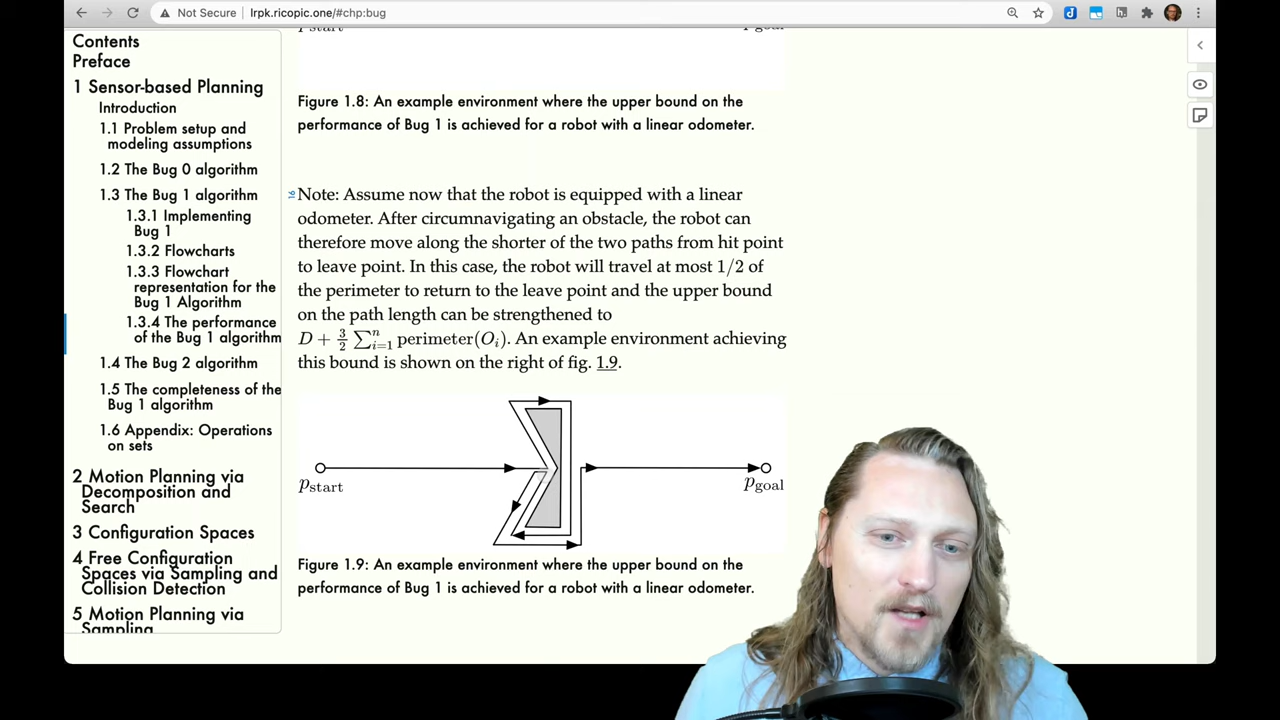 Not Secure | lrpk.ricopic.one/#chp:bug
Contents
Preface
1 Sensor-based Planning
Introduction
1.1 Problem setup and
modeling assumptions
1.2 The Bug 0 algorithm
1.3 The Bug 1 algorithm
1.3.1 Implementing
Bug 1
1.3.2 Flowcharts
1.3.3 Flowchart
representation for the
Bug 1 Algorithm
1.3.4 The performance
of the Bug 1 algorithm
1.4 The Bug 2 algorithm
1.5 The completeness of the
Bug 1 algorithm
1.6 Appendix: Operations
on sets
2 Motion Planning via
Decomposition and
Search
3 Configuration Spaces
4 Free Configuration
Spaces via Sampling and
Collision Detection
5 Motion Planning via
Sampling
p_start
p_goal
Figure 1.8: An example environment where the upper bound on the
performance of Bug 1 is achieved for a robot with a linear odometer.
16
Note: Assume now that the robot is equipped with a linear
odometer. After circumnavigating an obstacle, the robot can
therefore move along the shorter of the two paths from hit point
to leave point. In this case, the robot will travel at most 1/2 of
the perimeter to return to the leave point and the upper bound
on the path length can be strengthened to
D + 3/2 ∑_{i=1}^{n} perimeter(O_i). An example environment achieving
this bound is shown on the right of fig. 1.9.
p_start
p_goal
Figure 1.9: An example environment where the upper bound on the
performance of Bug 1 is achieved for a robot with a linear odometer.